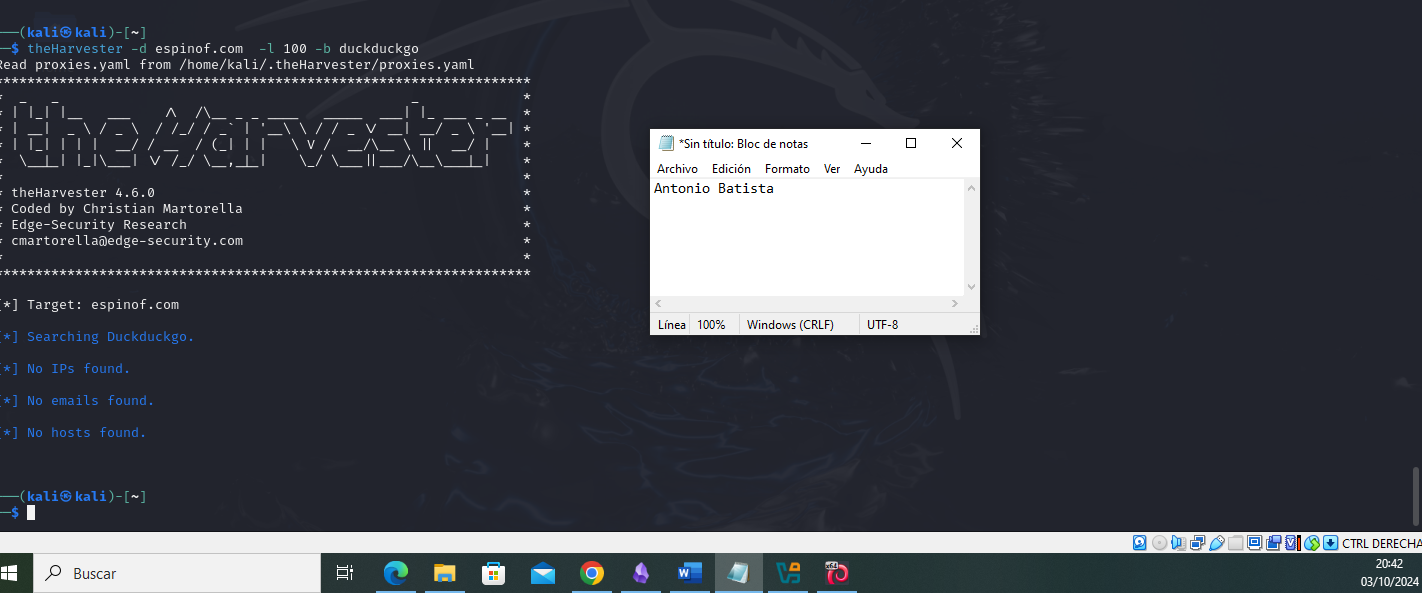 (kali㉿kali)-[~]
$ theHarvester -d espinof.com  -l 100 -b duckduckgo
Read proxies.yaml from /home/kali/.theHarvester/proxies.yaml
*******************************************************************
theHarvester
* theHarvester 4.6.0 *
* Coded by Christian Martorella *
* Edge-Security Research *
* cmartorella@edge-security.com *
* *
*******************************************************************
[*] Target: espinof.com
[*] Searching Duckduckgo.
[*] No IPs found.
[*] No emails found.
[*] No hosts found.
(kali㉿kali)-[~]
$
*Sin título: Bloc de notas
Archivo Edición Formato Ver Ayuda
Antonio Batista
Línea 100% Windows (CRLF) UTF-8
CTRL DERECHA
Buscar
x64
20:42
03/10/2024